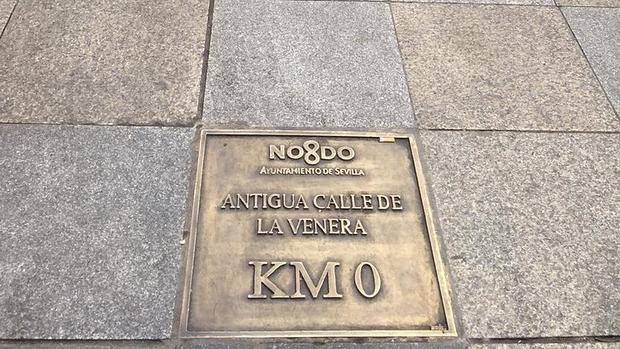 NO8DO
AYUNTAMIENTO DE SEVILLA
ANTIGUA CALLE DE
LA VENERA
KM 0